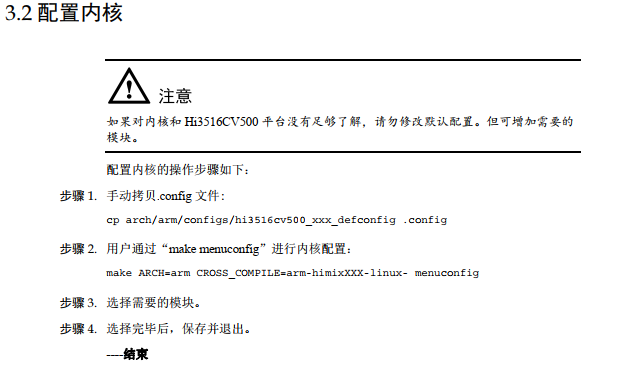 3.2 配置内核
注意
如果对内核和 Hi3516CV500 平台没有足够了解，请勿修改默认配置。但可增加需要的
模块。
配置内核的操作步骤如下：
步骤 1. 手动拷贝.config 文件:
cp arch/arm/configs/hi3516cv500_xxx_defconfig .config
步骤 2. 用户通过“make menuconfig”进行内核配置：
make ARCH=arm CROSS_COMPILE=arm-himixXXX-linux- menuconfig
步骤 3. 选择需要的模块。
步骤 4. 选择完毕后，保存并退出。
----结束